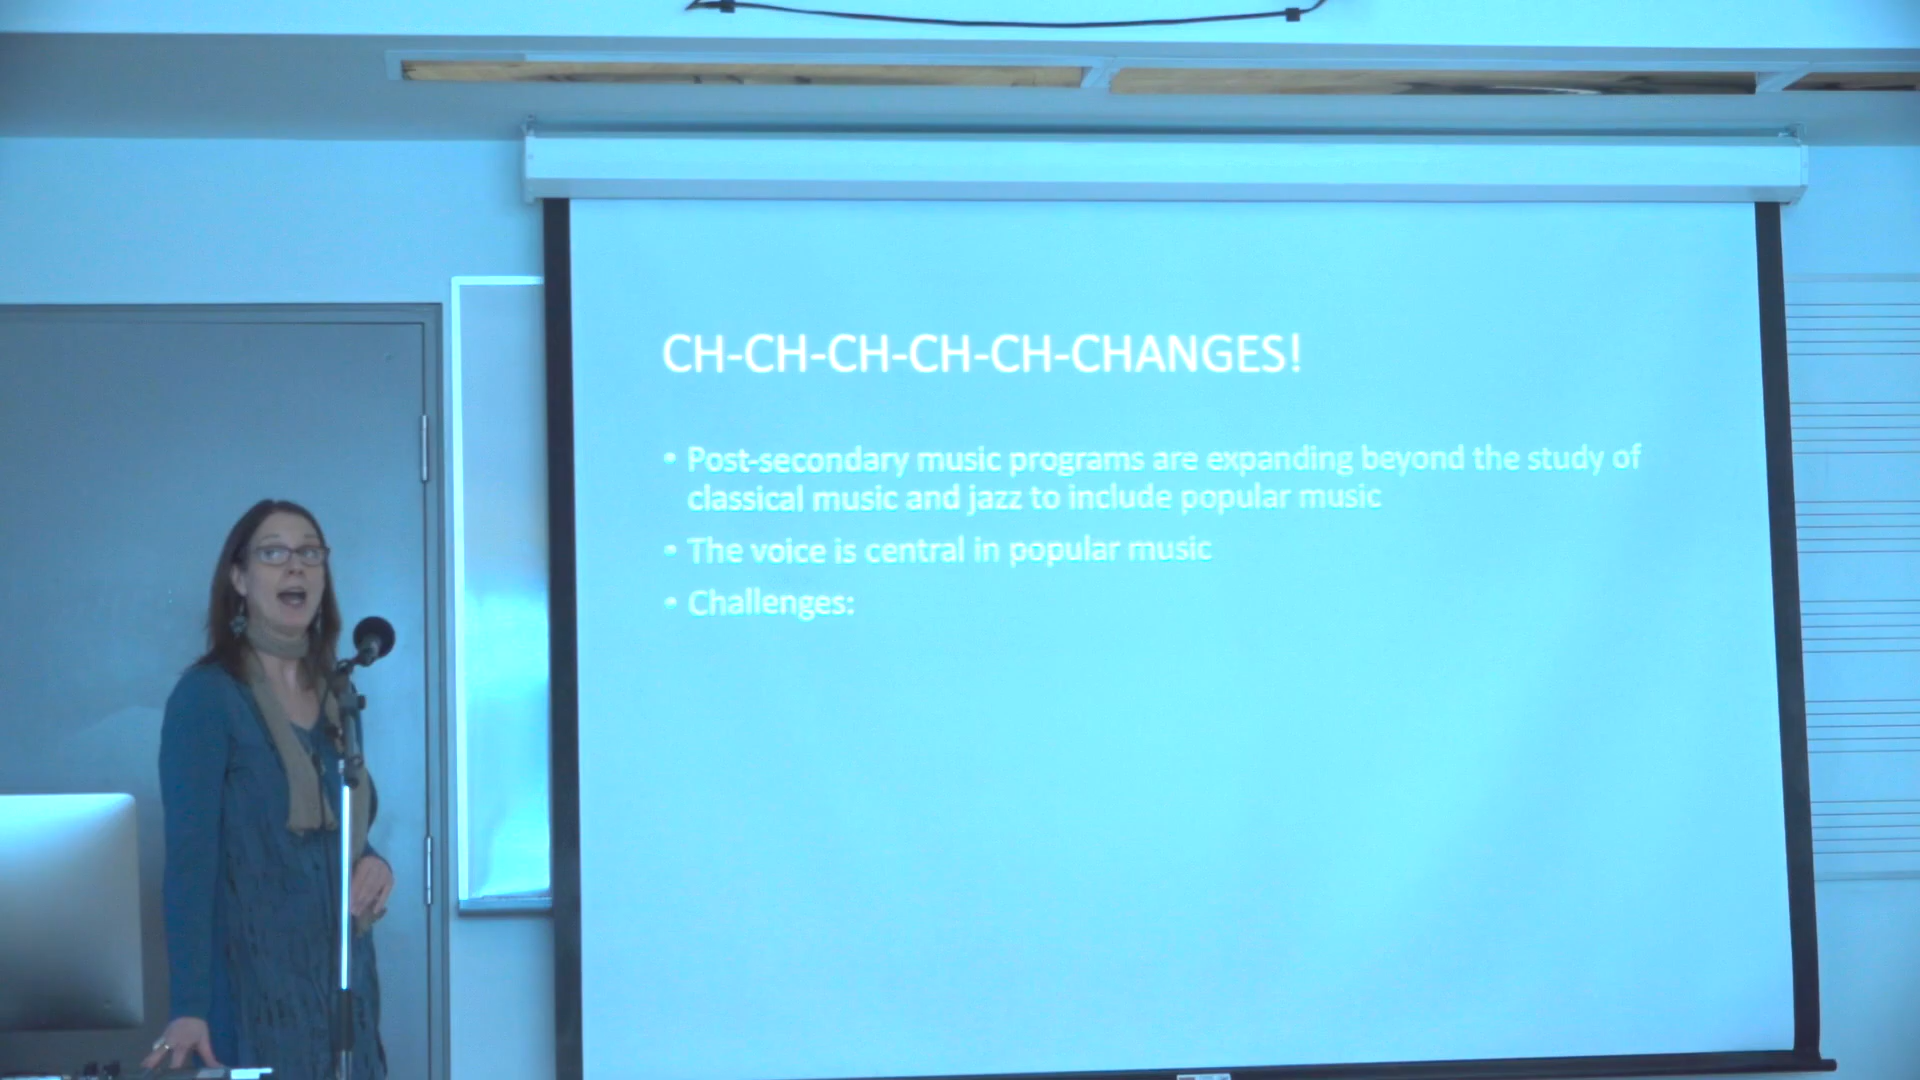 CH-CH-CH-CH-CH-CHANGES!
• Post-secondary music programs are expanding beyond the study of
classical music and jazz to include popular music
• The voice is central in popular music
• Challenges: